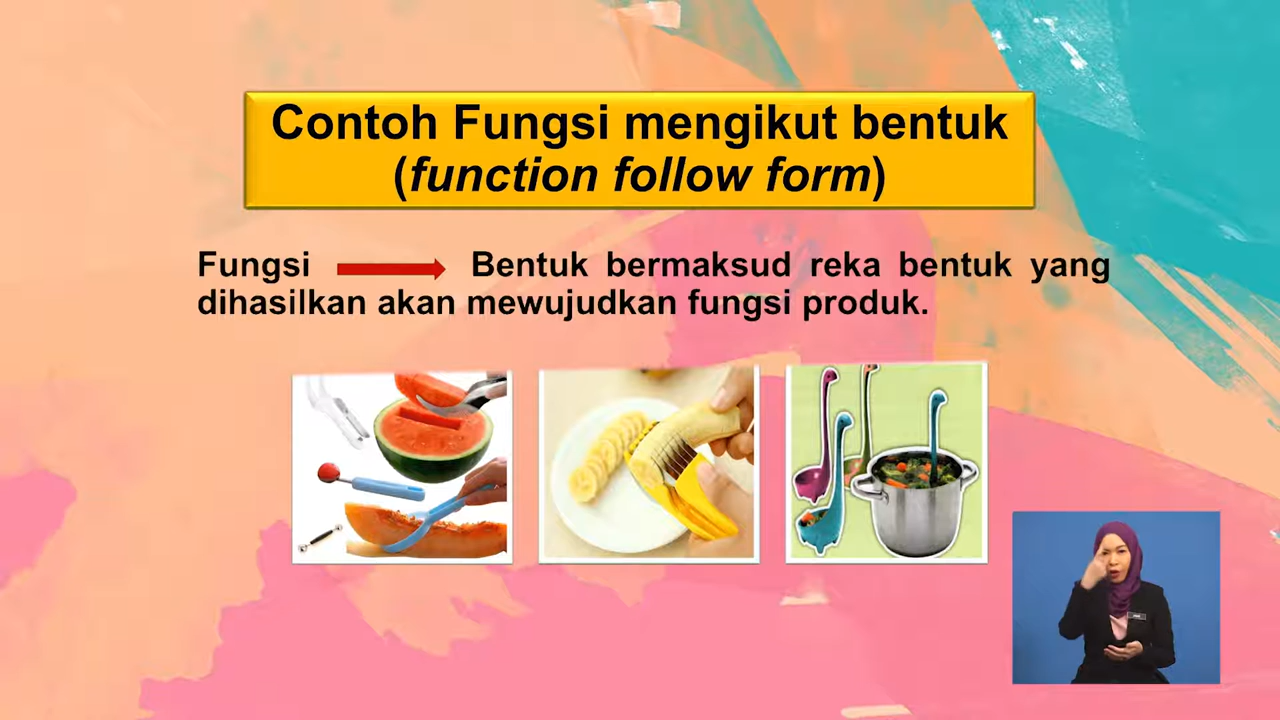 Contoh Fungsi mengikut bentuk
(function follow form)
Fungsi Bentuk bermaksud reka bentuk yang
dihasilkan akan mewujudkan fungsi produk.